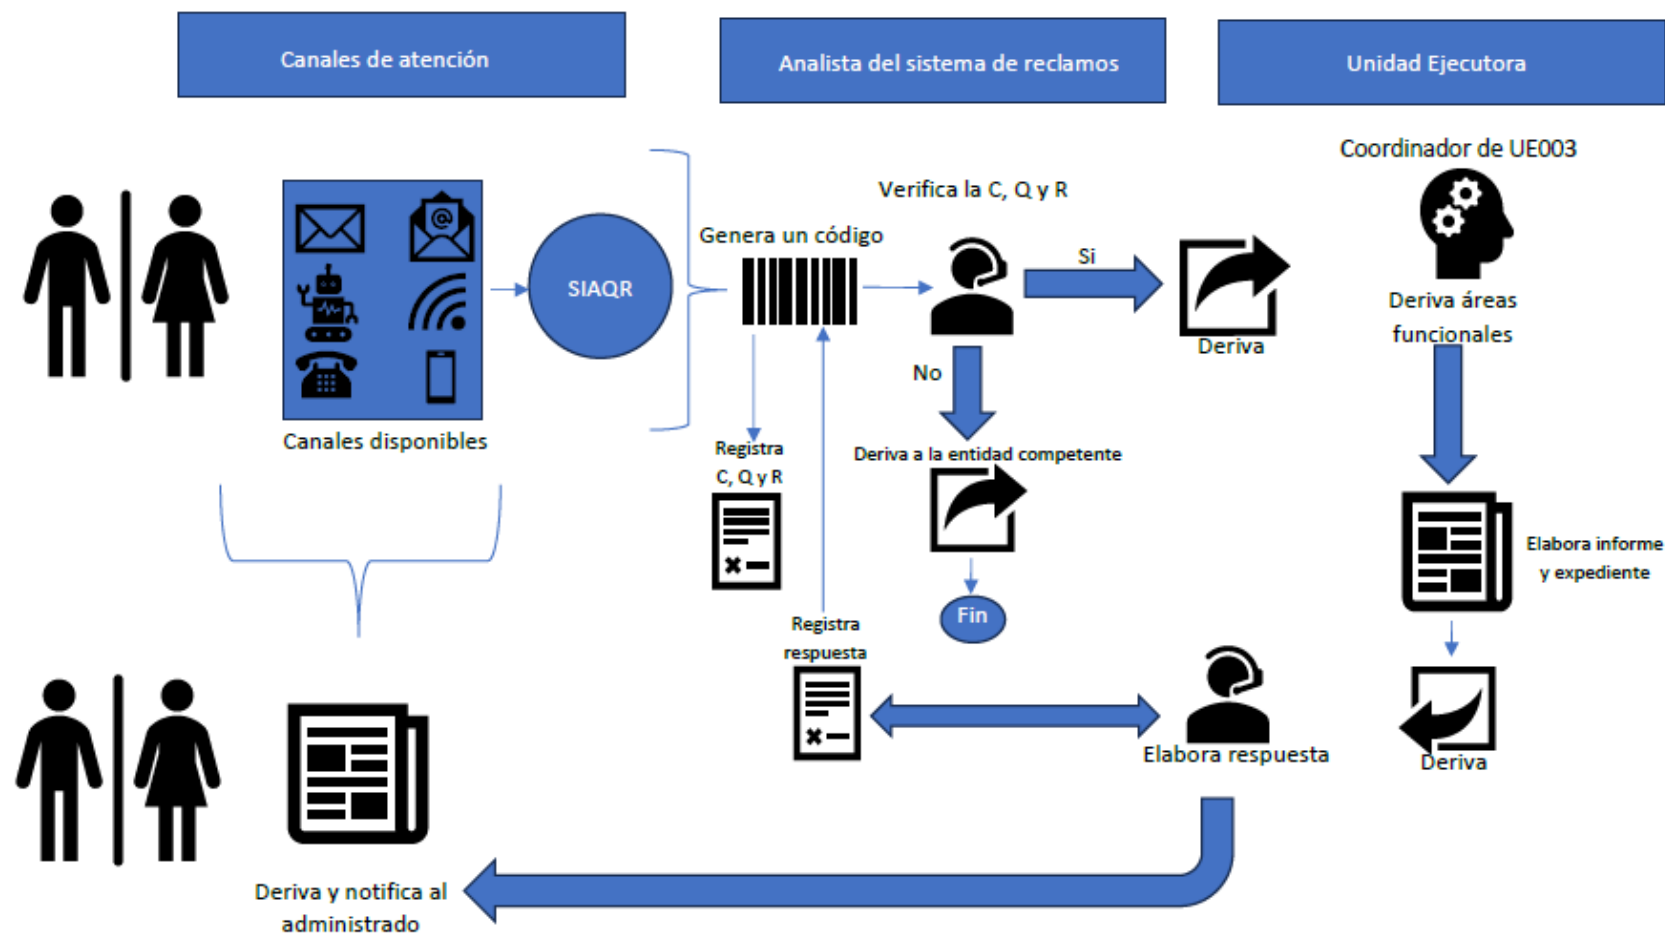 Canales de atención
Analista del sistema de reclamos
Unidad Ejecutora
Coordinador de UE003
Verifica la C, Q y R
Genera un código
Si
SIAQR
@
Deriva áreas
funcionales
Deriva
No
Canales disponibles
Registra
C, Q y R
Deriva a la entidad competente
Elabora informe
y expediente
Fin
Registra
respuesta
Elabora respuesta
Deriva
Deriva y notifica al
administrado